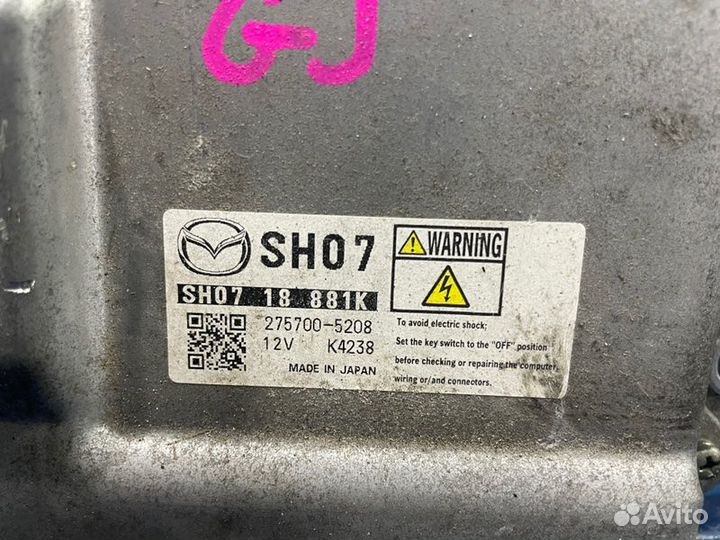 GJ
SH07
SH07 18 881K
275700-5208
12V K4238
MADE IN JAPAN
WARNING
To avoid electric shock;
Set the key switch to the "OFF" position
before checking or repairing the computer,
wiring or/and connectors.
Avito